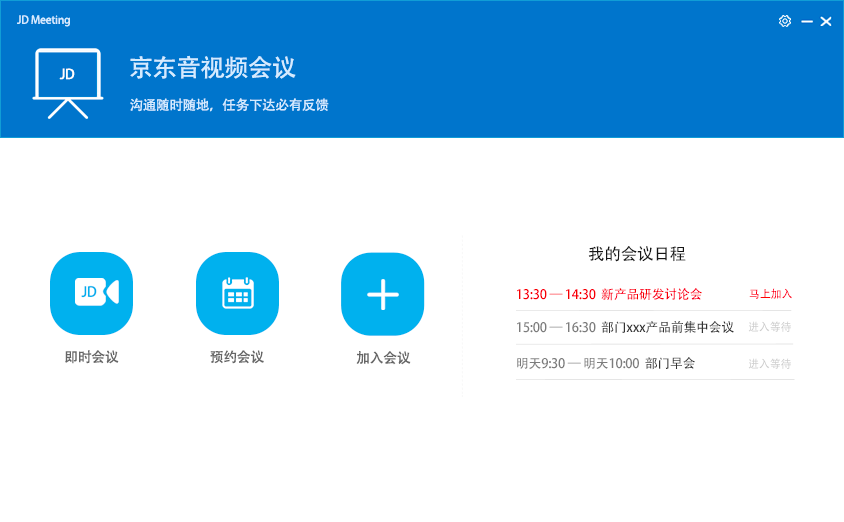 JD Meeting
JD
京东音视频会议
沟通随时随地，任务下达必有反馈
我的会议日程
13:30 — 14:30 新产品研发讨论会 马上加入
15:00 — 16:30 部门xxx产品前集中会议 进入等待
明天9:30 — 明天10:00 部门早会 进入等待
JD
即时会议 预约会议 加入会议